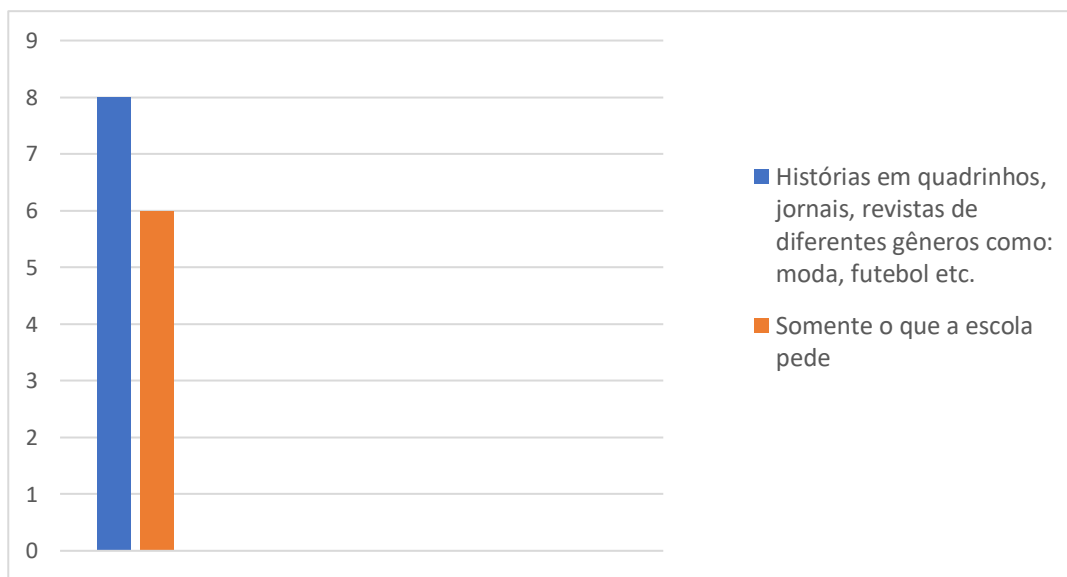 9
8
7
6
5
4
3
2
1
0
Histórias em quadrinhos,
jornais, revistas de
diferentes gêneros como:
moda, futebol etc.
Somente o que a escola
pede